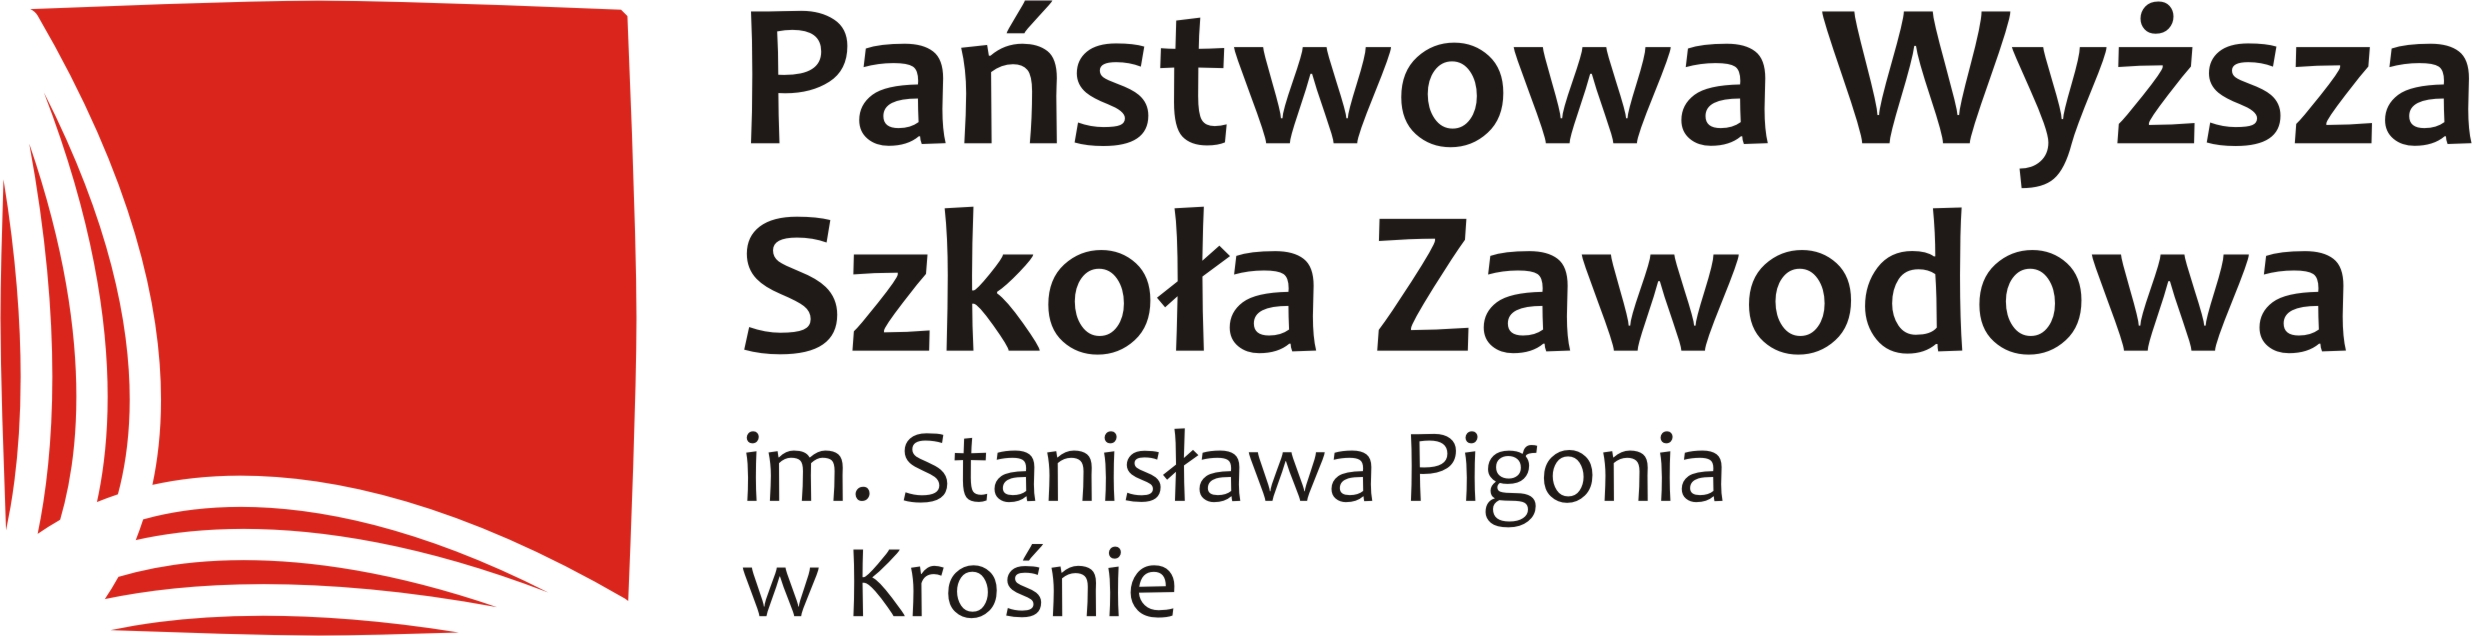 Państwowa Wyższa
Szkoła Zawodowa
im. Stanisława Pigonia
w Krośnie